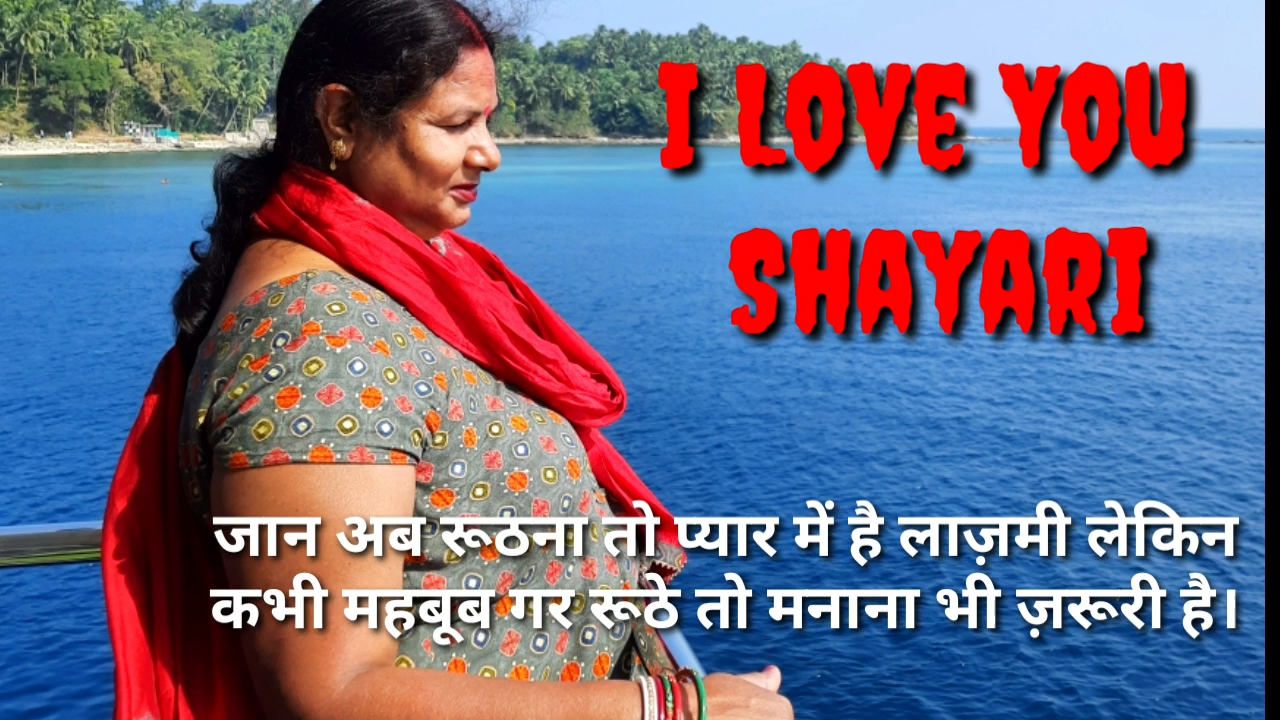 I LOVE YOU
SHAYARI
जान अब रूठना तो प्यार में है लाज़मी लेकिन
कभी महबूब गर रूठे तो मनाना भी ज़रूरी है।